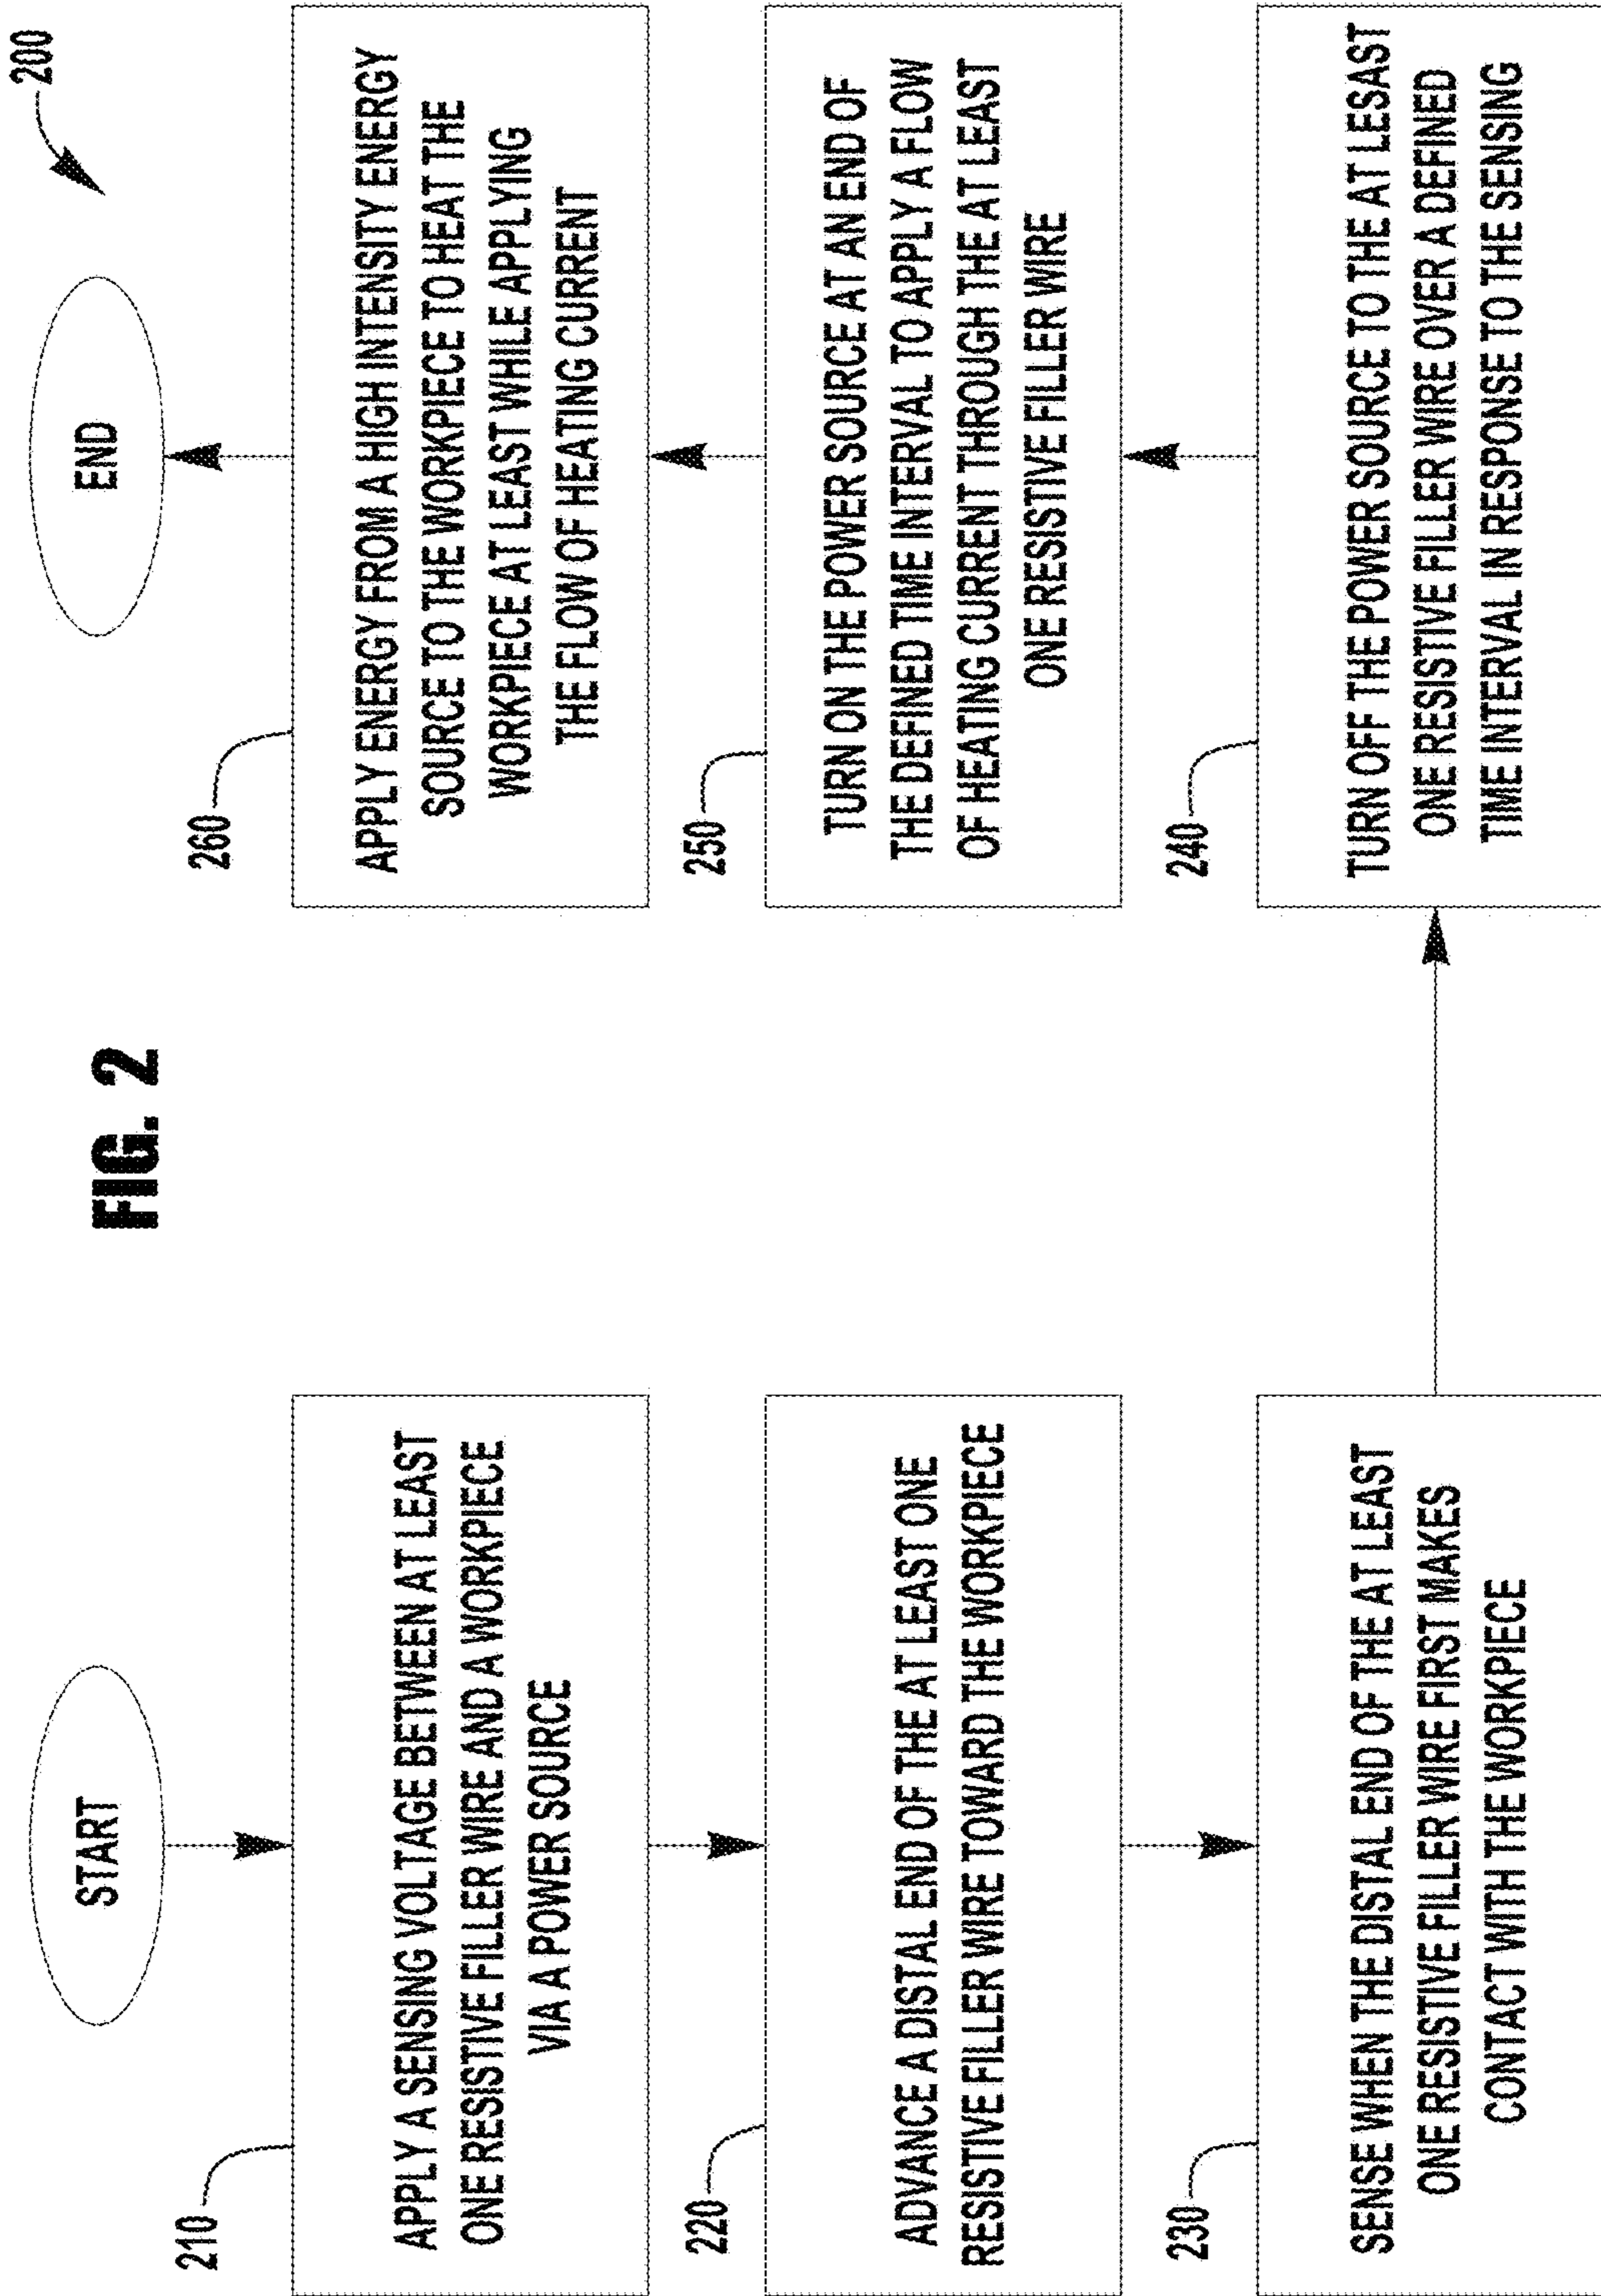 FIG. 2
200
START
210
APPLY A SENSING VOLTAGE BETWEEN AT LEAST
ONE RESISTIVE FILLER WIRE AND A WORKPIECE
VIA A POWER SOURCE
220
ADVANCE A DISTAL END OF THE AT LEAST ONE
RESISTIVE FILLER WIRE TOWARD THE WORKPIECE
230
SENSE WHEN THE DISTAL END OF THE AT LEAST
ONE RESISTIVE FILLER WIRE FIRST MAKES
CONTACT WITH THE WORKPIECE
240
TURN OFF THE POWER SOURCE TO THE AT LESAST
ONE RESISTIVE FILLER WIRE OVER A DEFINED
TIME INTERVAL IN RESPONSE TO THE SENSING
250
TURN ON THE POWER SOURCE AT AN END OF
THE DEFINED TIME INTERVAL TO APPLY A FLOW
OF HEATING CURRENT THROUGH THE AT LEAST
ONE RESISTIVE FILLER WIRE
260
APPLY ENERGY FROM A HIGH INTENSITY ENERGY
SOURCE TO THE WORKPIECE TO HEAT THE
WORKPIECE AT LEAST WHILE APPLYING
THE FLOW OF HEATING CURRENT
END